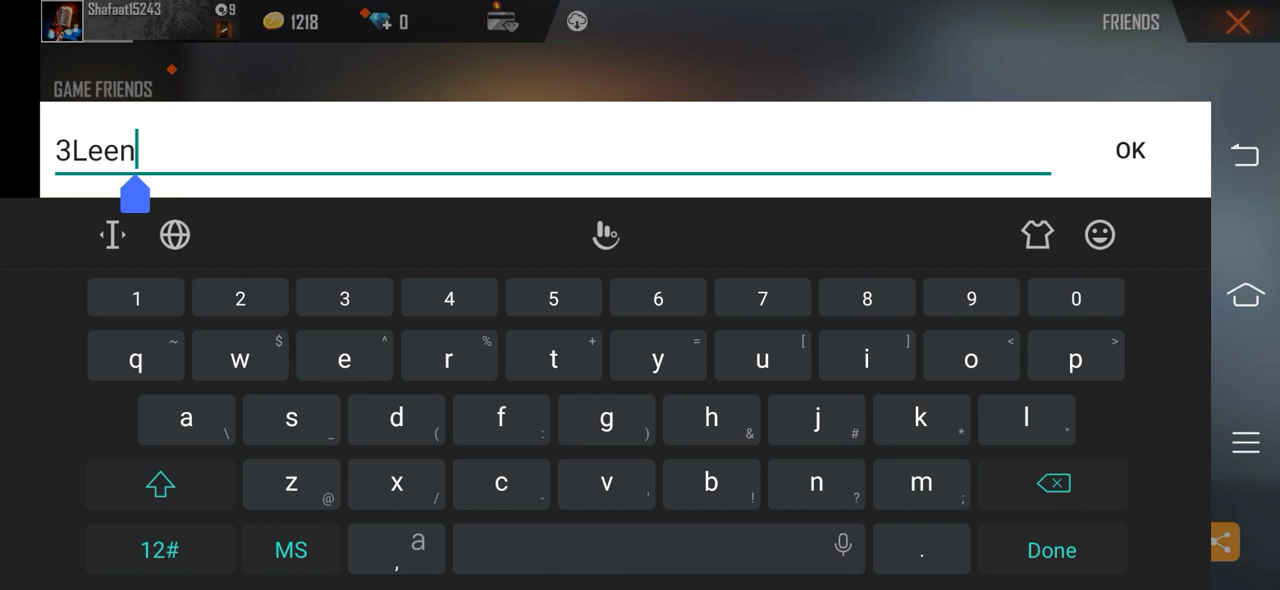 Shafaat15243
9
1218
0
FRIENDS
GAME FRIENDS
3Leen
OK
1 2 3 4 5 6 7 8 9 0
~ $ ^ % + = [ ] < >
q w e r t y u i o p
a s d f g h j k l
\ _ ( : ) & # * "
z x c v b n m
@ / - ' ! ? ;
12# MS , a . Done